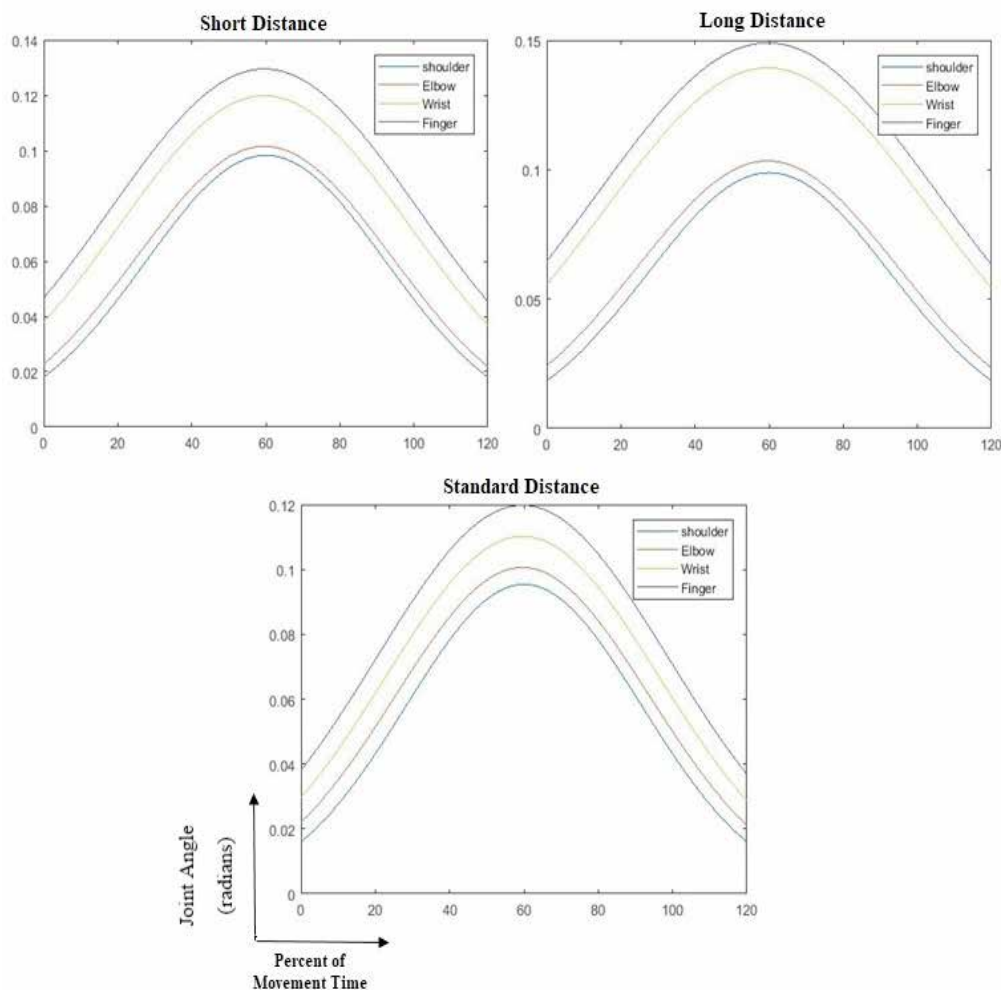 Short Distance
0.14
0.12
0.1
0.08
0.06
0.04
0.02
0
0 20 40 60 80 100 120
shoulder
Elbow
Wrist
Finger
Long Distance
0.15
0.1
0.05
0
0 20 40 60 80 100 120
shoulder
Elbow
Wrist
Finger
Standard Distance
0.12
0.1
0.08
0.06
0.04
0.02
0
0 20 40 60 80 100 120
shoulder
Elbow
Wrist
Finger
Joint Angle
(radians)
Percent of
Movement Time